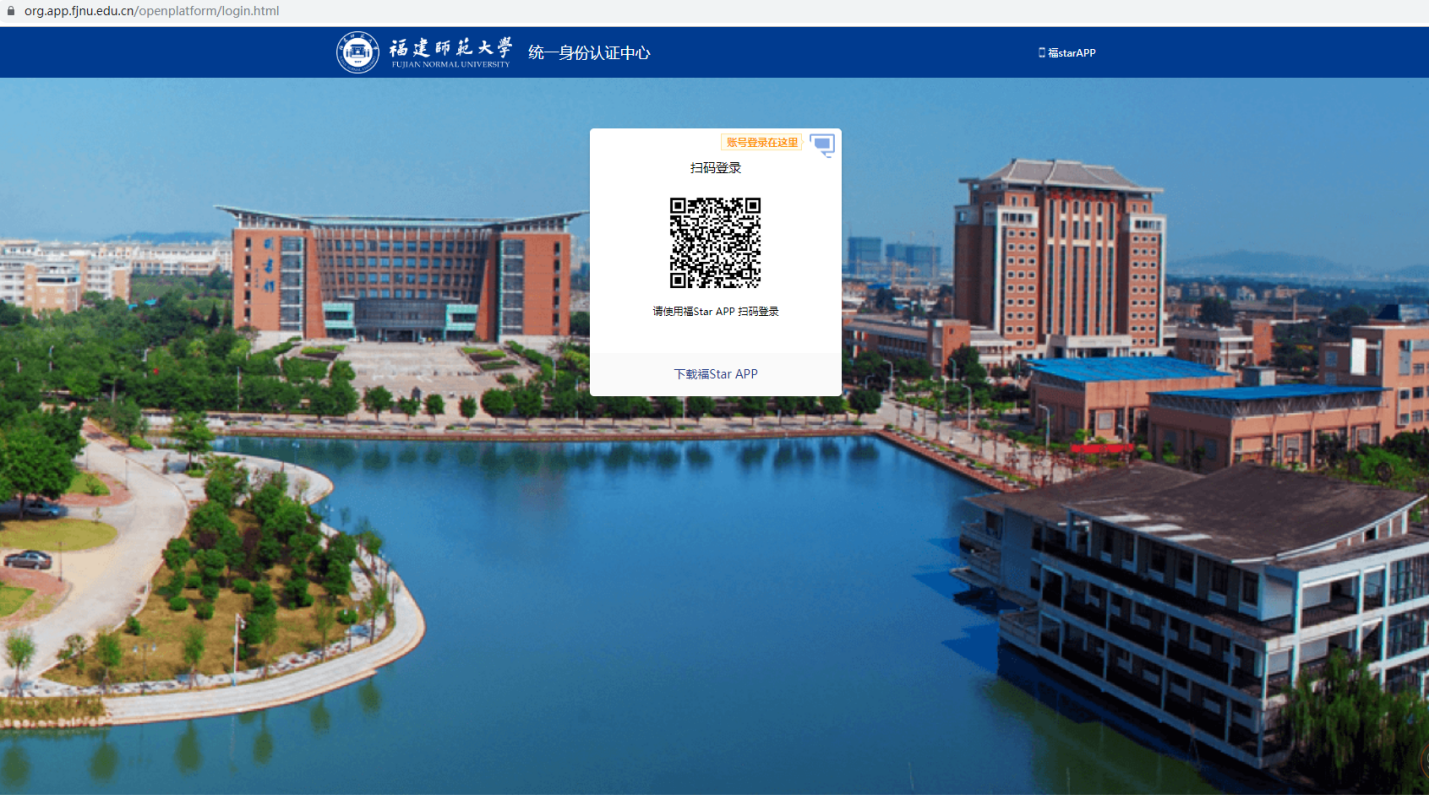 org.app.fjnu.edu.cn/openplatform/login.html
福建师范大学
FUJIAN NORMAL UNIVERSITY
统一身份认证中心
福starAPP
账号登录在这里
扫码登录
请使用福Star APP 扫码登录
下载福Star APP